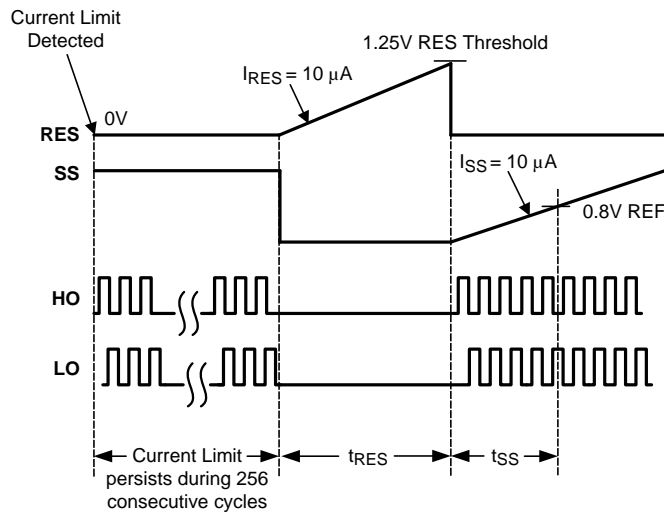 Current Limit
Detected
1.25V RES Threshold
I_RES = 10 μA
0V
RES
SS
I_SS = 10 μA
0.8V REF
HO
LO
Current Limit
persists during 256
consecutive cycles
t_RES
t_SS